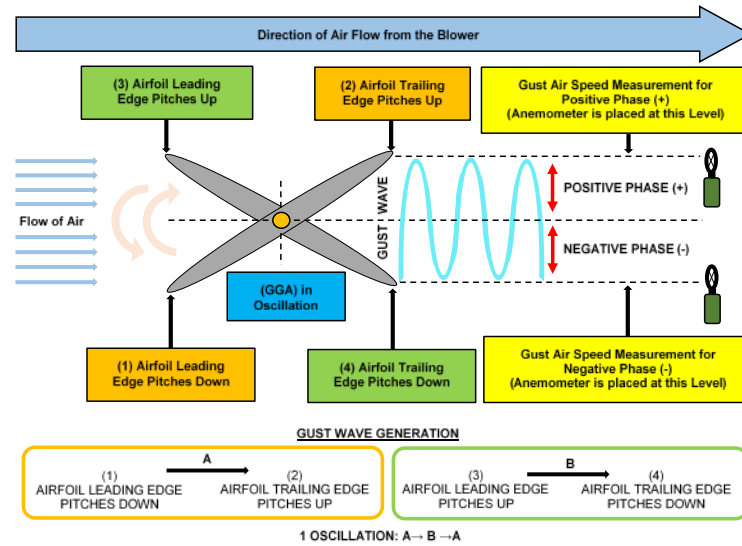 Direction of Air Flow from the Blower
(3) Airfoil Leading
Edge Pitches Up
(2) Airfoil Trailing
Edge Pitches Up
Gust Air Speed Measurement for
Positive Phase (+)
(Anemometer is placed at this Level)
Flow of Air
GUST WAVE
POSITIVE PHASE (+)
NEGATIVE PHASE (-)
(GGA) in
Oscillation
(1) Airfoil Leading
Edge Pitches Down
(4) Airfoil Trailing
Edge Pitches Down
Gust Air Speed Measurement for
Negative Phase (-)
(Anemometer is placed at this Level)
GUST WAVE GENERATION
A
(1)
AIRFOIL LEADING EDGE
PITCHES DOWN
(2)
AIRFOIL TRAILING EDGE
PITCHES UP
B
(3)
AIRFOIL LEADING EDGE
PITCHES UP
(4)
AIRFOIL TRAILING EDGE
PITCHES DOWN
1 OSCILLATION: A→ B →A